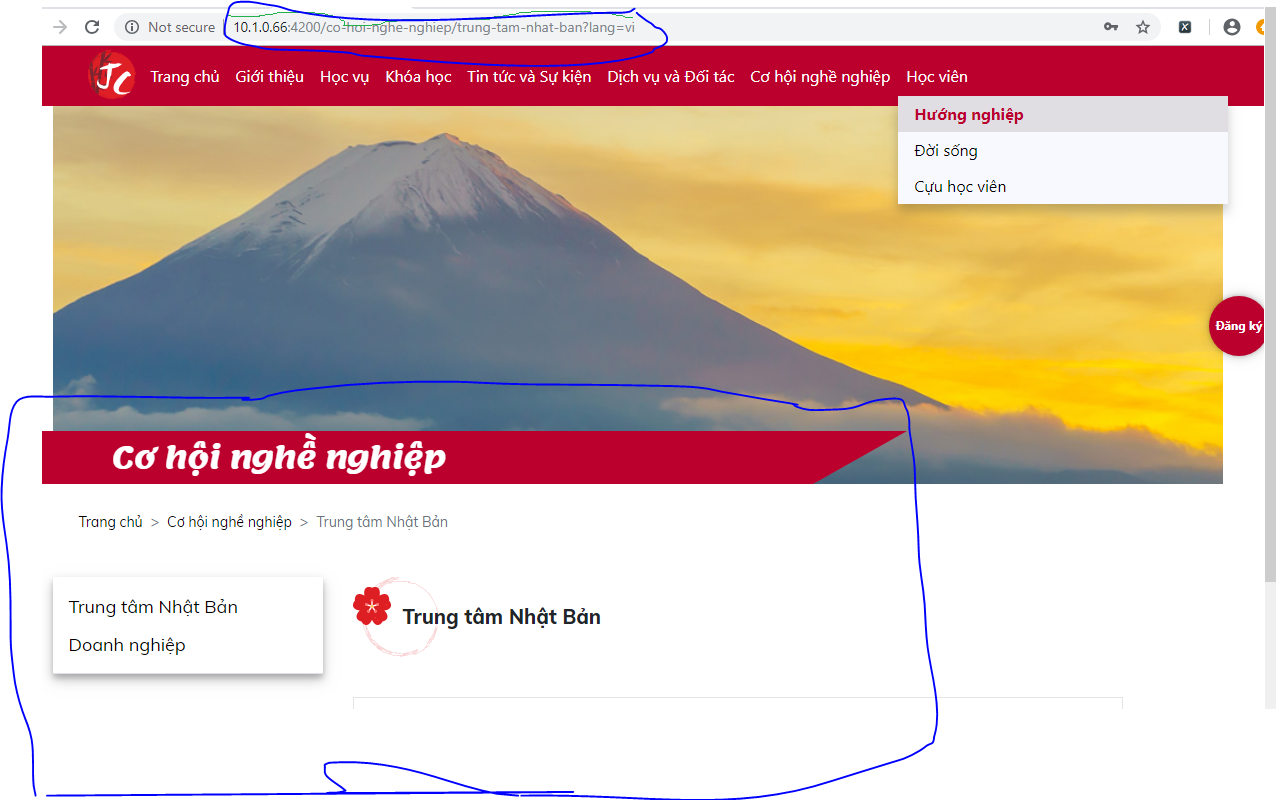 Not secure 10.1.0.66:4200/co-hoi-nghe-nghiep/trung-tam-nhat-ban?lang=vi
JC Trang chủ Giới thiệu Học vụ Khóa học Tin tức và Sự kiện Dịch vụ và Đối tác Cơ hội nghề nghiệp Học viên
Hướng nghiệp
Đời sống
Cựu học viên
Đăng ký
Cơ hội nghề nghiệp
Trang chủ > Cơ hội nghề nghiệp > Trung tâm Nhật Bản
Trung tâm Nhật Bản
Doanh nghiệp
Trung tâm Nhật Bản